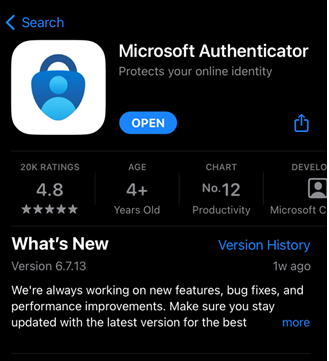 Search
Microsoft Authenticator
Protects your online identity
OPEN
20K RATINGS AGE CHART DEVELO
4.8 4+ No.12
Years Old Productivity Microsoft C
What's New Version History
Version 6.7.13 1w ago
We're always working on new features, bug fixes, and
performance improvements. Make sure you stay
updated with the latest version for the best more